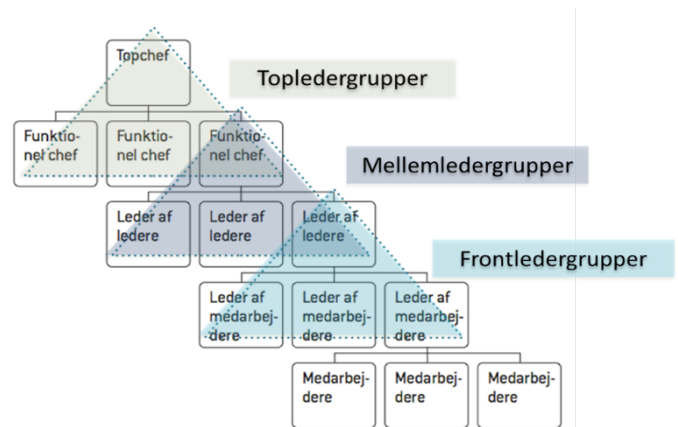 Topchef
Topledergrupper
Funktio-
nel chef
Funktio-
nel chef
Funktio-
nel chef
Mellemledergrupper
Leder af
ledere
Leder af
ledere
Leder af
ledere
Frontledergrupper
Leder af
medarbej-
dere
Leder af
medarbej-
dere
Leder af
medarbej-
dere
Medarbej-
dere
Medarbej-
dere
Medarbej-
dere